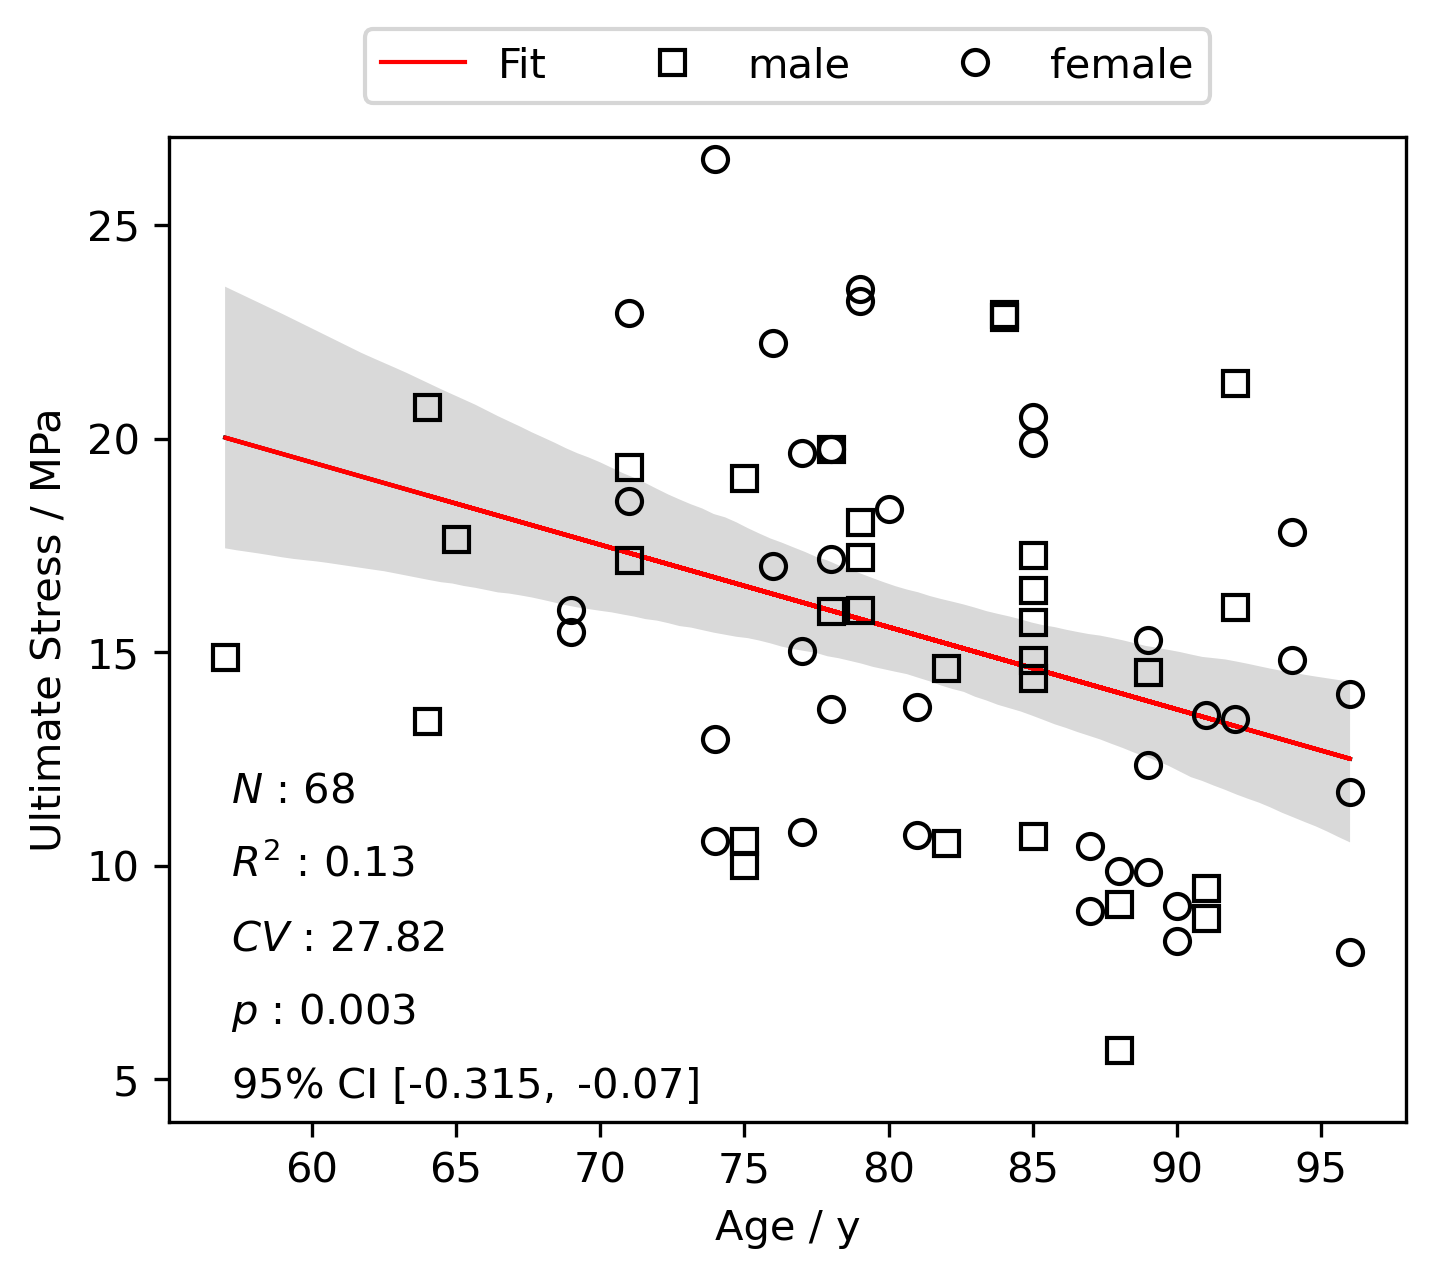 Fit male female
Ultimate Stress / MPa
25
20
15
10
5
N : 68
R² : 0.13
CV : 27.82
p : 0.003
95% CI [-0.315, -0.07]
60 65 70 75 80 85 90 95
Age / y